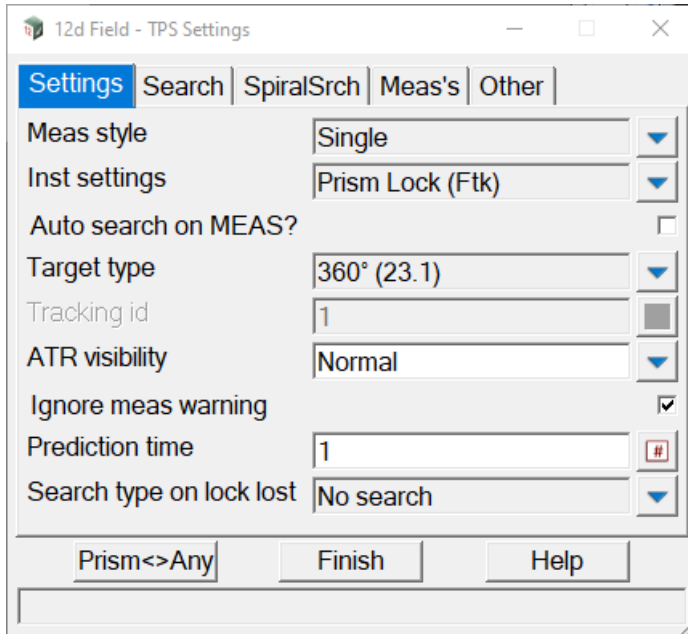 12d Field - TPS Settings
Settings Search SpiralSrch Meas's Other
Meas style Single
Inst settings Prism Lock (Ftk)
Auto search on MEAS?
Target type 360° (23.1)
Tracking id 1
ATR visibility Normal
Ignore meas warning
Prediction time 1 #
Search type on lock lost No search
Prism<>Any Finish Help